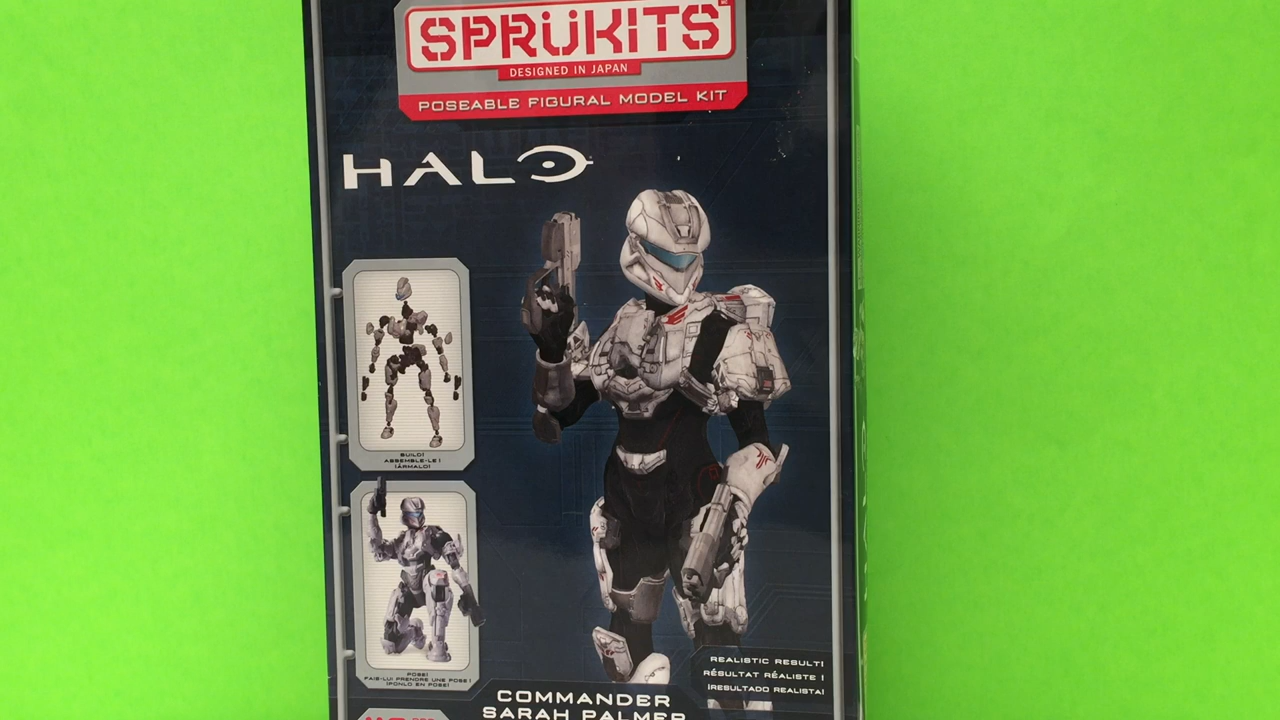 SPRÜKITS
DESIGNED IN JAPAN
POSEABLE FIGURAL MODEL KIT
HALO
BUILD!
ASSEMBLE-LE !
¡ÁRMALO!
POSE!
FAIS-LUI PRENDRE UNE POSE !
¡PONLO EN POSE!
REALISTIC RESULT!
RÉSULTAT RÉALISTE !
¡RESULTADO REALISTA!
COMMANDER
SARAH PALMER